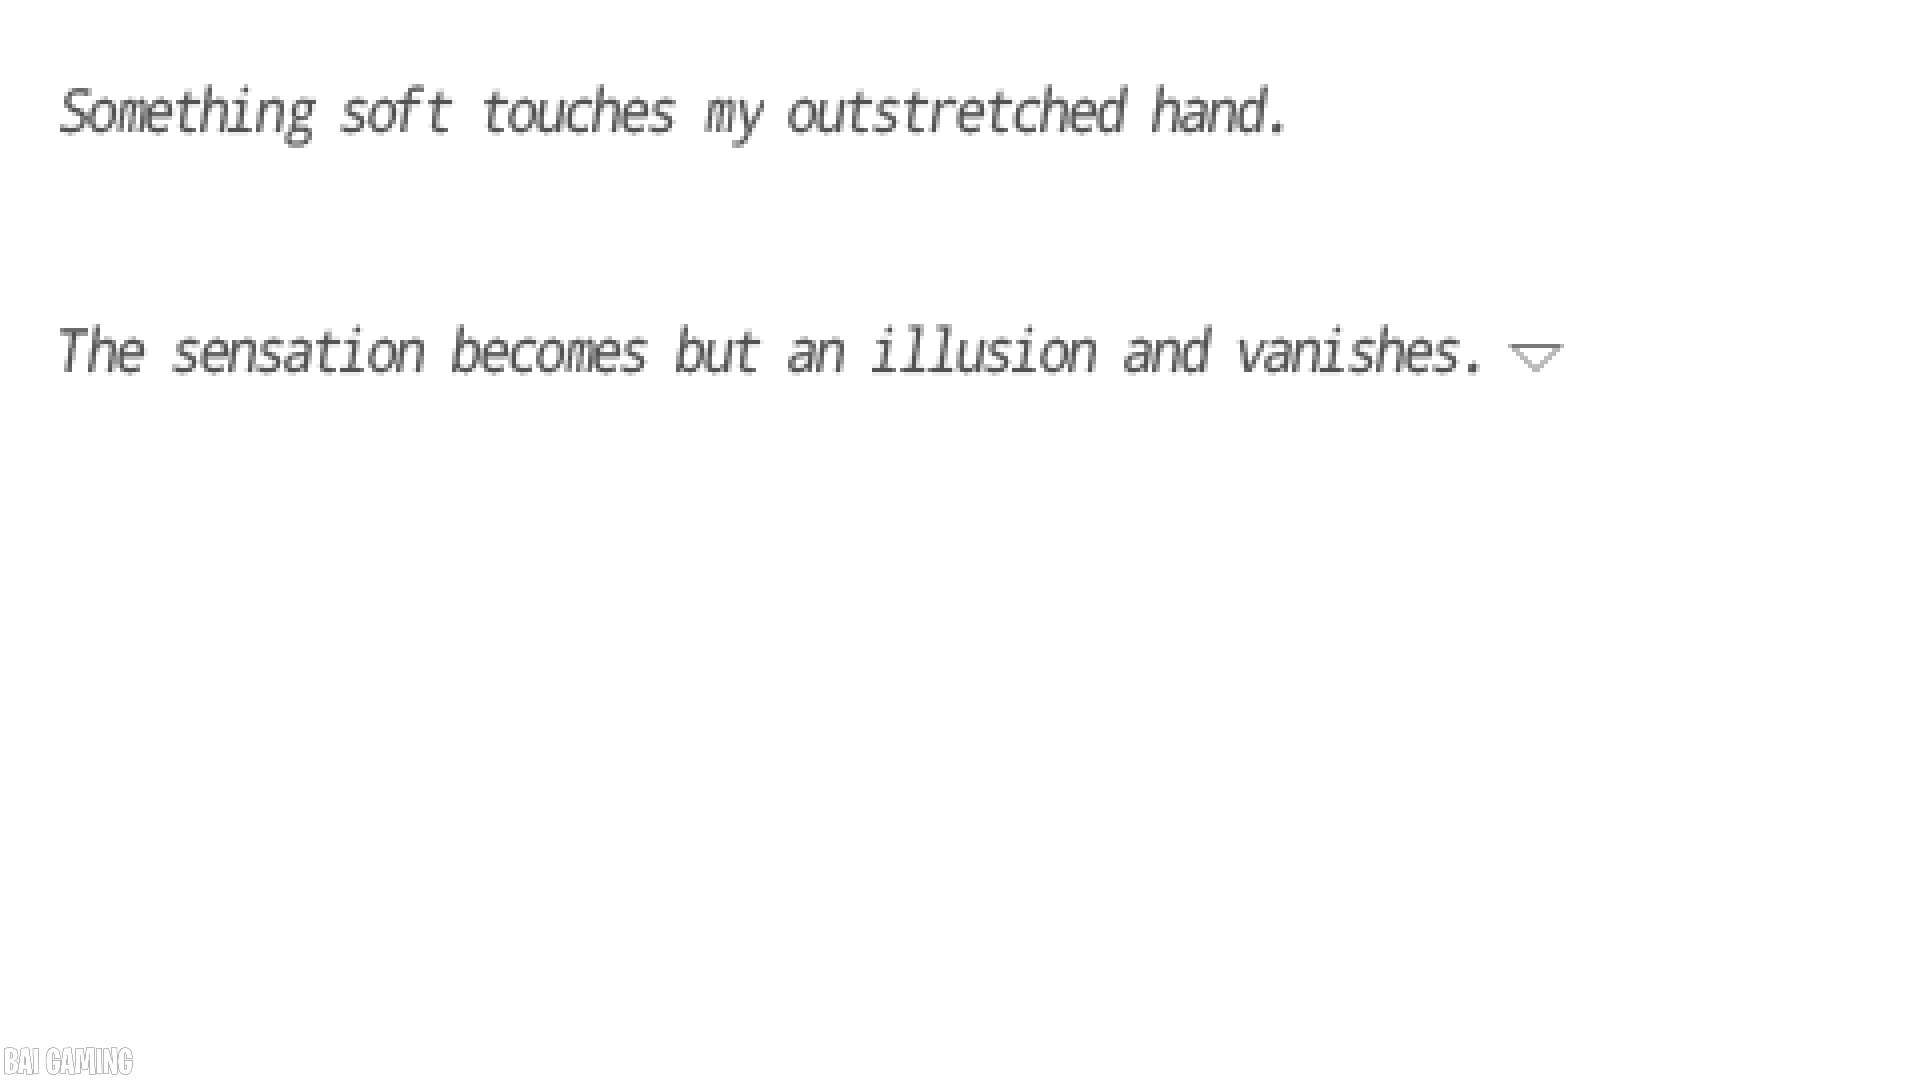 Something soft touches my outstretched hand.
The sensation becomes but an illusion and vanishes.
BAI GAMING